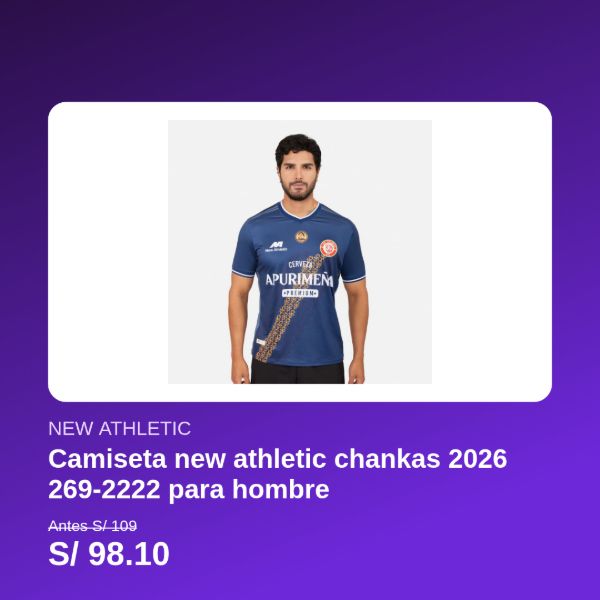 CERVEZA
APURIMEÑA
PREMIUM
NEW ATHLETIC
Camiseta new athletic chankas 2026
269-2222 para hombre
Antes S/ 109
S/ 98.10